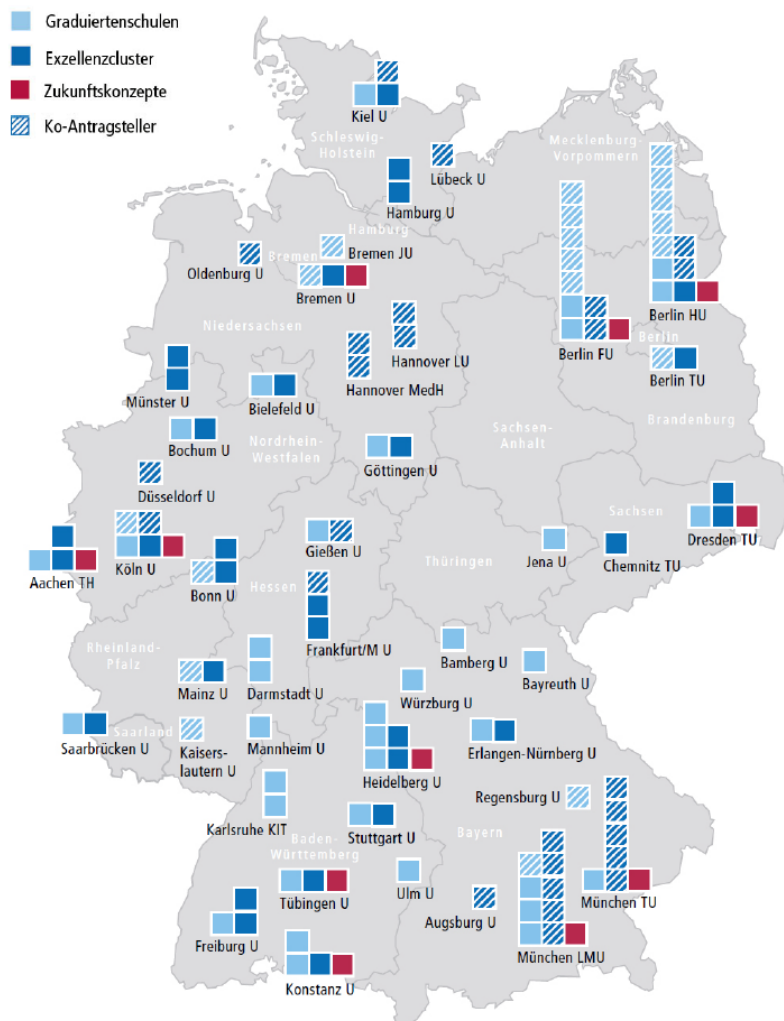 Graduiertenschulen
Exzellenzcluster
Zukunftskonzepte
Ko-Antragsteller
Kiel U
Schleswig-
Holstein
Mecklenburg-
Vorpommern
Lübeck U
Hamburg U
Hamburg
Bremen
Bremen JU
Oldenburg U
Bremen U
Berlin HU
Niedersachsen
Berlin
Berlin FU
Hannover LU
Berlin TU
Hannover MedH
Münster U
Bielefeld U
Brandenburg
Sachsen-
Anhalt
Bochum U
Nordrhein-
Westfalen
Göttingen U
Düsseldorf U
Sachsen
Dresden TU
Gießen U
Thüringen
Jena U
Chemnitz TU
Aachen TH
Köln U
Bonn U
Hessen
Frankfurt/M U
Rheinland-
Pfalz
Bamberg U
Bayreuth U
Mainz U
Darmstadt U
Würzburg U
Saarland
Saarbrücken U
Kaisers-
lautern U
Mannheim U
Erlangen-Nürnberg U
Heidelberg U
Regensburg U
Karlsruhe KIT
Stuttgart U
Bayern
Baden-
Württemberg
Ulm U
München TU
Tübingen U
Augsburg U
Freiburg U
München LMU
Konstanz U